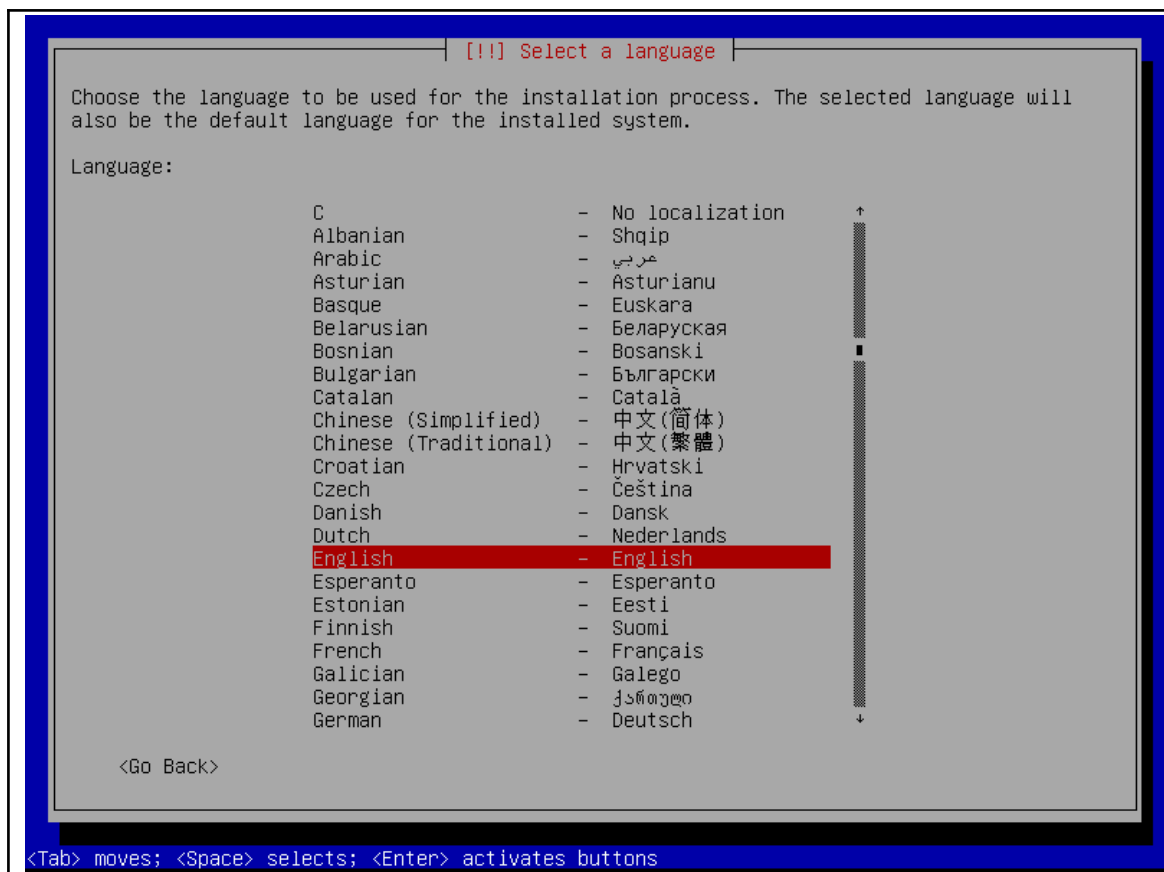 [!!] Select a language
Choose the language to be used for the installation process. The selected language will
also be the default language for the installed system.
Language:
C - No localization
Albanian - Shqip
Arabic - عربي
Asturian - Asturianu
Basque - Euskara
Belarusian - Беларуская
Bosnian - Bosanski
Bulgarian - Български
Catalan - Català
Chinese (Simplified) - 中文(简体)
Chinese (Traditional) - 中文(繁體)
Croatian - Hrvatski
Czech - Čeština
Danish - Dansk
Dutch - Nederlands
English - English
Esperanto - Esperanto
Estonian - Eesti
Finnish - Suomi
French - Français
Galician - Galego
Georgian - ქართული
German - Deutsch
<Go Back>
<Tab> moves; <Space> selects; <Enter> activates buttons